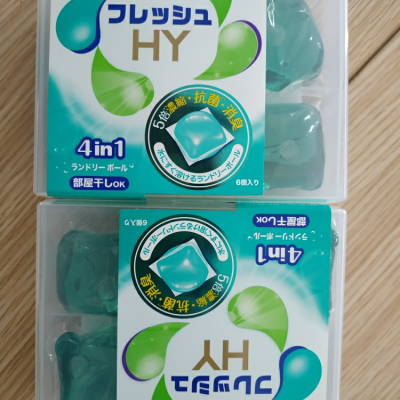 フレッシュ
HY
5倍濃縮・抗菌・消臭
水にすぐ溶けるランドリーボール
4in1
ランドリーボール
部屋干しOK
6個入り
6個入り
部屋干しOK
ランドリーボール
4in1
水にすぐ溶けるランドリーボール
5倍濃縮・抗菌・消臭
HY
フレッシュ